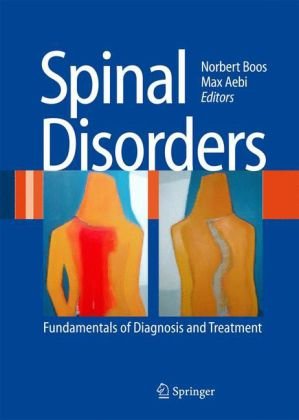 Spinal
Disorders
Norbert Boos
Max Aebi
Editors
Fundamentals of Diagnosis and Treatment
Springer